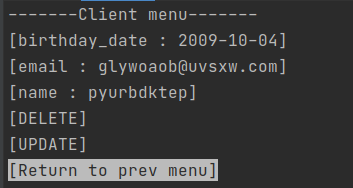 -------Client menu-------
[birthday_date : 2009-10-04]
[email : glywoaob@uvsxw.com]
[name : pyurbdktep]
[DELETE]
[UPDATE]
[Return to prev menu]